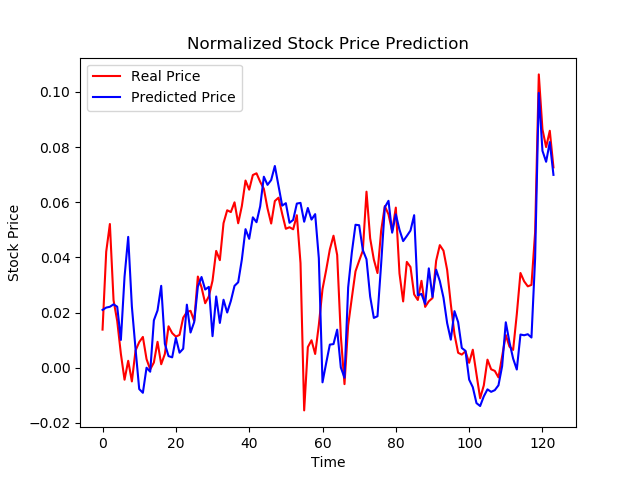 Normalized Stock Price Prediction
Real Price
Predicted Price
Stock Price
0.10
0.08
0.06
0.04
0.02
0.00
−0.02
0 20 40 60 80 100 120
Time